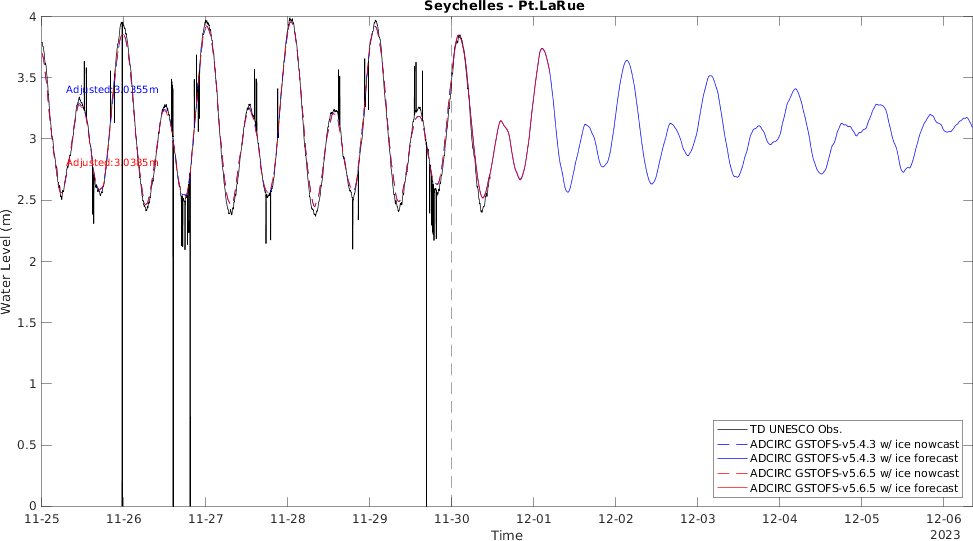 Seychelles - Pt.LaRue
4
3.5
3
2.5
2
1.5
1
0.5
0
Water Level (m)
Adjusted:3.0355m
Adjusted:3.0385m
TD UNESCO Obs.
ADCIRC GSTOFS-v5.4.3 w/ ice nowcast
ADCIRC GSTOFS-v5.4.3 w/ ice forecast
ADCIRC GSTOFS-v5.6.5 w/ ice nowcast
ADCIRC GSTOFS-v5.6.5 w/ ice forecast
11-25 11-26 11-27 11-28 11-29 11-30 12-01 12-02 12-03 12-04 12-05 12-06
Time
2023